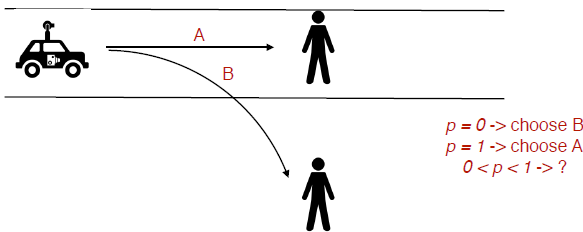 A
B
p = 0 -> choose B
p = 1 -> choose A
0 < p < 1 -> ?